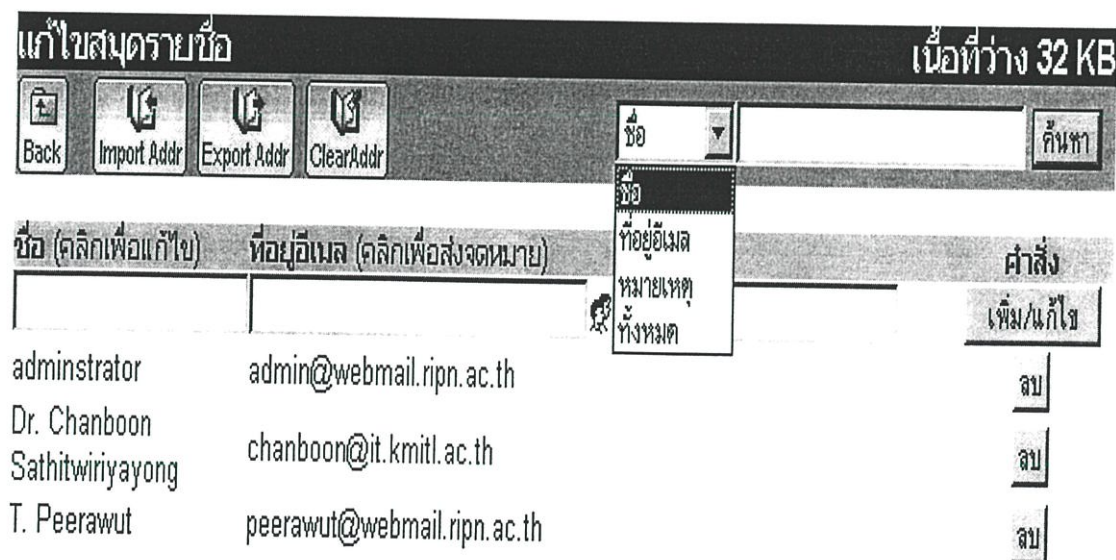 แก้ไขสมุดรายชื่อ เนื้อที่ว่าง 32 KB
Back Import Addr Export Addr ClearAddr ชื่อ ค้นหา
ชื่อ
ที่อยู่อีเมล
หมายเหตุ
ทั้งหมด
ชื่อ (คลิกเพื่อแก้ไข) ที่อยู่อีเมล (คลิกเพื่อส่งจดหมาย) คำสั่ง
เพิ่ม/แก้ไข
adminstrator admin@webmail.ripn.ac.th ลบ
Dr. Chanboon
Sathitwiriyayong chanboon@it.kmitl.ac.th ลบ
T. Peerawut peerawut@webmail.ripn.ac.th ลบ